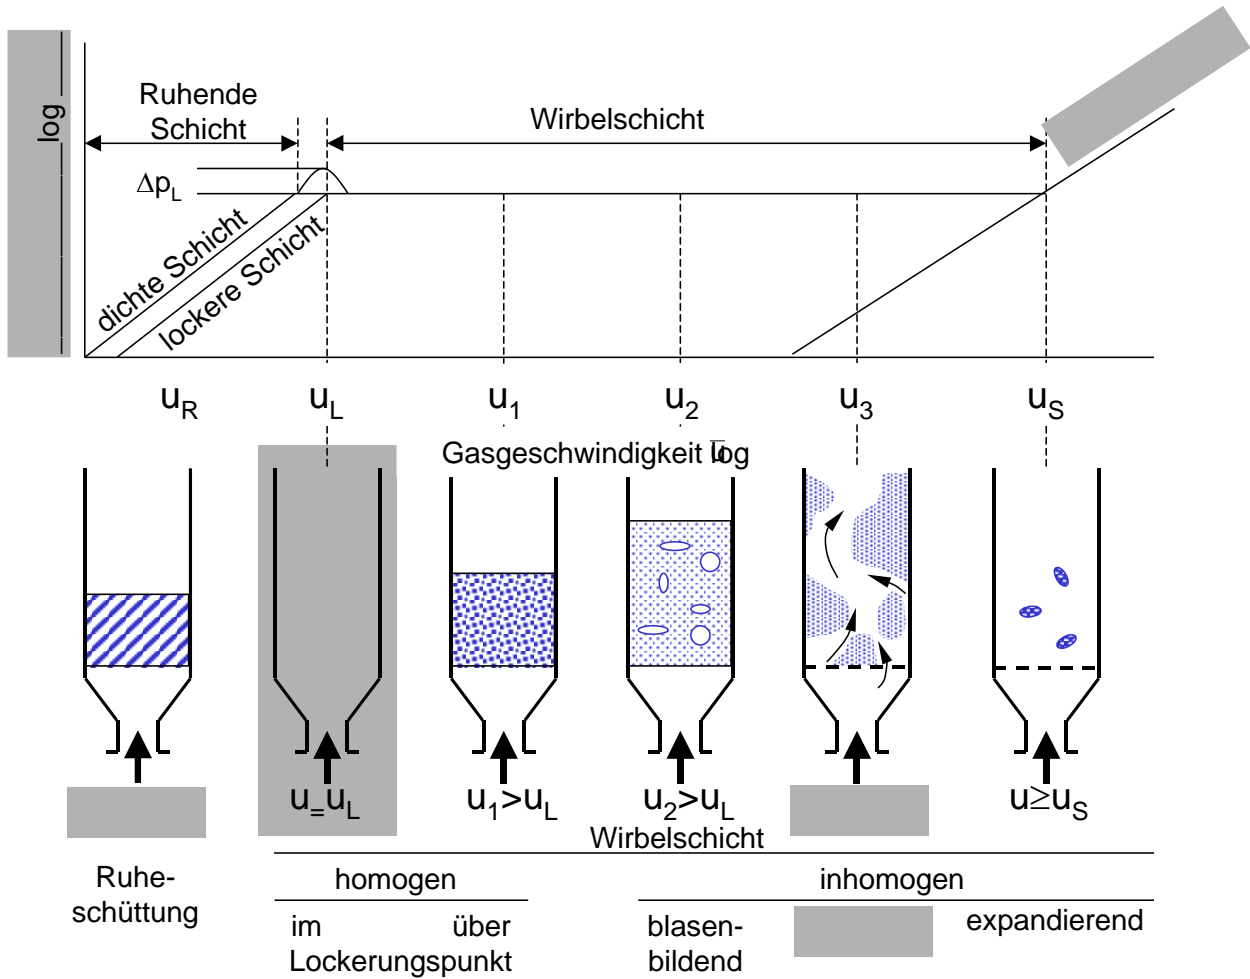 log
Ruhende
Schicht
Wirbelschicht
Δp_L
dichte Schicht
lockere Schicht
u_R u_L u_1 u_2 u_3 u_S
Gasgeschwindigkeit log ū
u=u_L u_1>u_L u_2>u_L u≥u_S
Wirbelschicht
Ruhe-
schüttung
homogen
inhomogen
im über
Lockerungspunkt
blasen-
bildend
expandierend